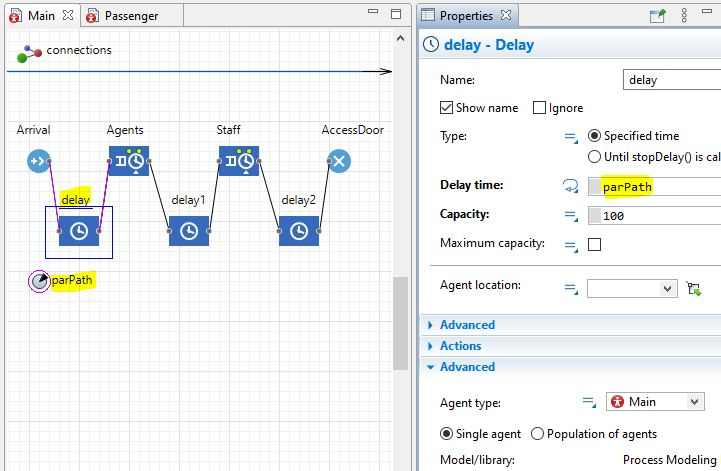 Main
Passenger
connections
Arrival
Agents
Staff
AccessDoor
delay
delay1
delay2
parPath
Properties
delay - Delay
Name:
delay
Show name
Ignore
Type:
Specified time
Until stopDelay() is cal
Delay time:
parPath
Capacity:
100
Maximum capacity:
Agent location:
Advanced
Actions
Advanced
Agent type:
Main
Single agent
Population of agents
Model/library:
Process Modeling